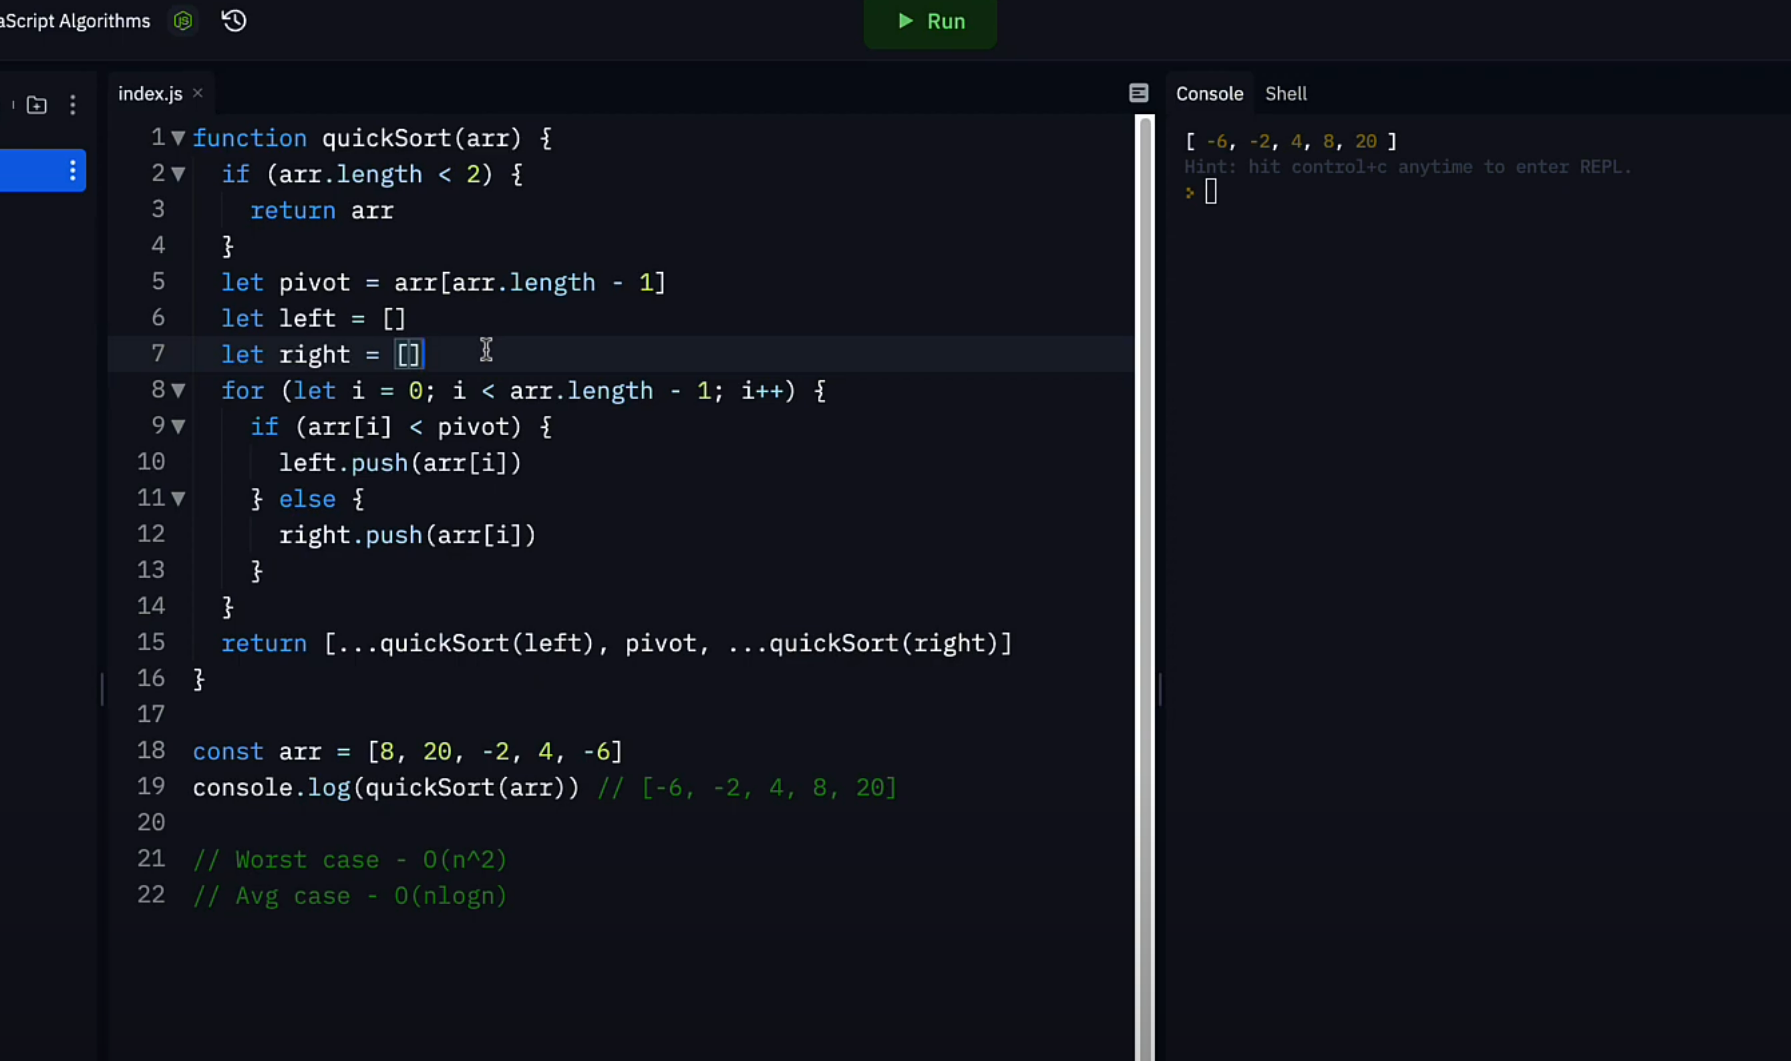 aScript Algorithms
Run
index.js ×
Console Shell
1 function quickSort(arr) {
2 if (arr.length < 2) {
3 return arr
4 }
5 let pivot = arr[arr.length - 1]
6 let left = []
7 let right = []
8 for (let i = 0; i < arr.length - 1; i++) {
9 if (arr[i] < pivot) {
10 left.push(arr[i])
11 } else {
12 right.push(arr[i])
13 }
14 }
15 return [...quickSort(left), pivot, ...quickSort(right)]
16 }
17
18 const arr = [8, 20, -2, 4, -6]
19 console.log(quickSort(arr)) // [-6, -2, 4, 8, 20]
20
21 // Worst case - O(n^2)
22 // Avg case - O(nlogn)
[ -6, -2, 4, 8, 20 ]
Hint: hit control+c anytime to enter REPL.
>